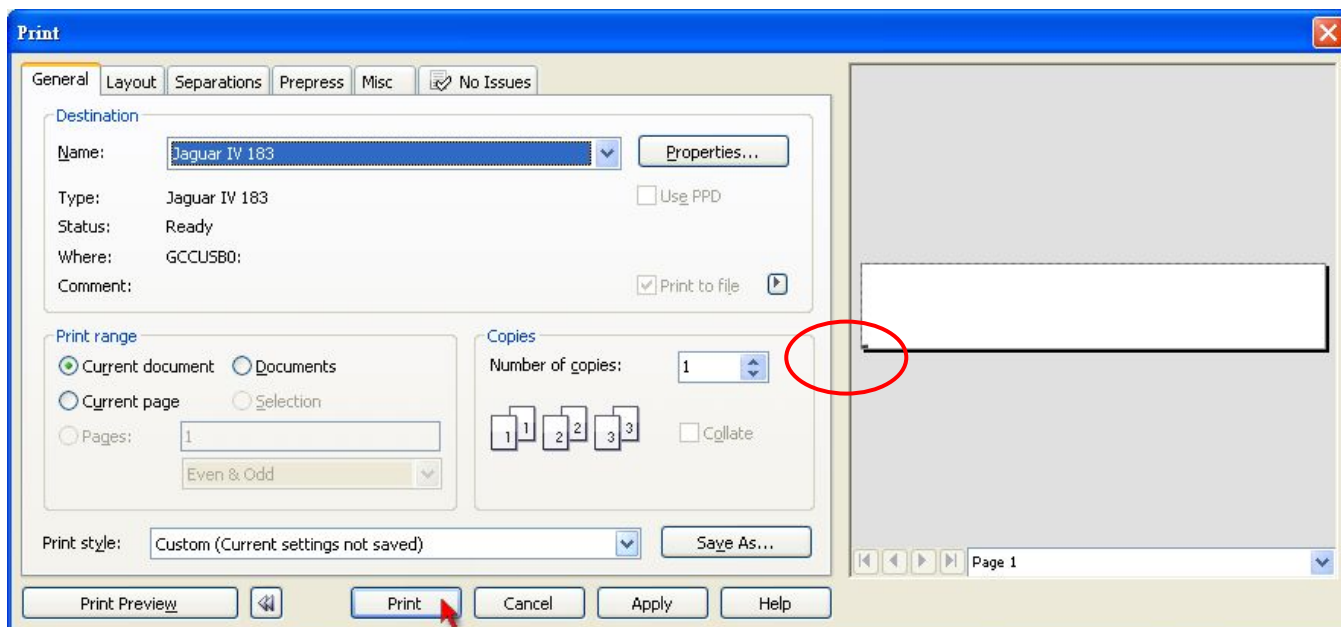 Print
General Layout Separations Prepress Misc No Issues
Destination
Name: Jaguar IV 183 Properties...
Type: Jaguar IV 183 Use PPD
Status: Ready
Where: GCCUSB0:
Comment: Print to file
Print range Copies
Current document Documents Number of copies: 1
Current page Selection
Pages: 1 1 1 2 2 3 3 Collate
Even & Odd
Print style: Custom (Current settings not saved) Save As...
Page 1
Print Preview Print Cancel Apply Help